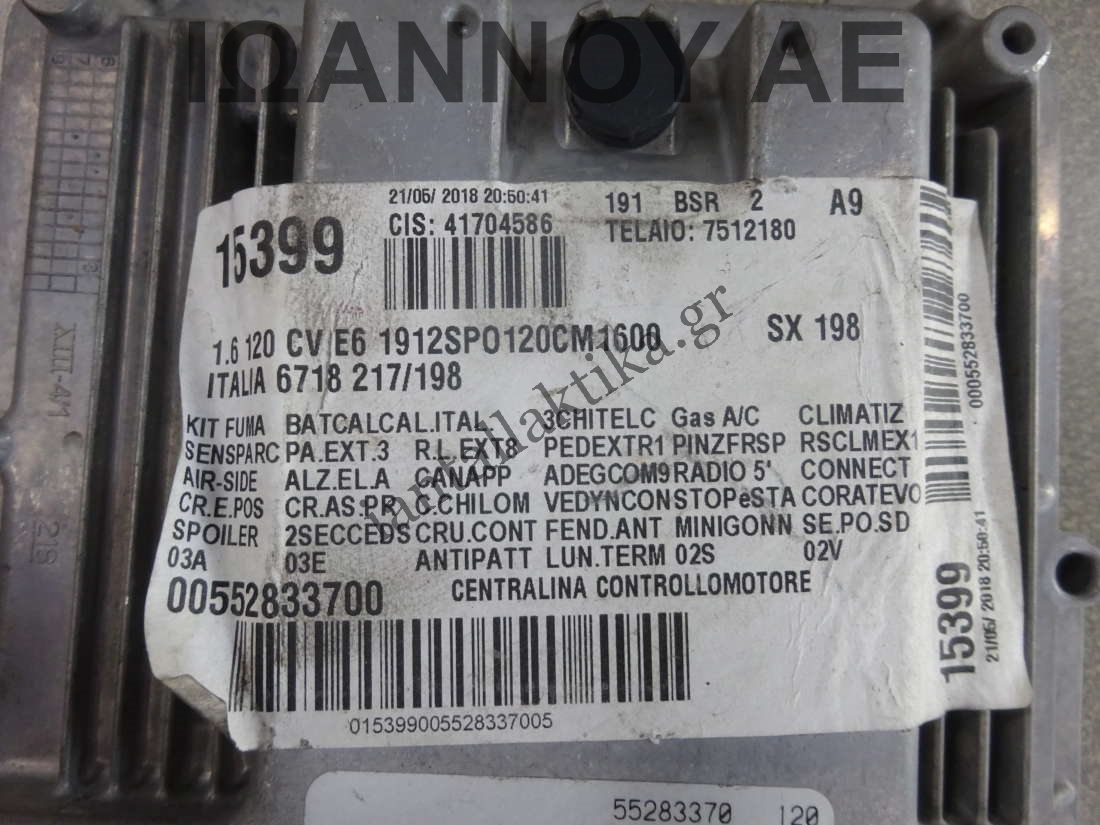 ΙΩΑΝΝΟΥ ΑΕ
21/05/ 2018 20:50:41
191 BSR 2 A9
15399
CIS: 41704586
TELAIO: 7512180
1.6 120 CV E6 1912SPO120CM1600 SX 198
ITALIA 6718 217/198
KIT FUMA BATCALCAL.ITAL 3CHITELC Gas A/C CLIMATIZ
SENSPARC PA.EXT.3 R.L.EXT8 PEDEXTR1 PINZFRSP RSCLMEX1
AIR-SIDE ALZ.EL.A CANAPP ADEGCOM9 RADIO 5' CONNECT
CR.E.POS CR.AS.PR C.CHILOM VEDYNCONSTOPeSTA CORATEVO
SPOILER 2SECCEDS CRU.CONT FEND.ANT MINIGONN SE.PO.SD
03A 03E ANTIPATT LUN.TERM 02S 02V
00552833700 CENTRALINA CONTROLLOMOTORE
015399005528337005
000552833700
15399
21/05/ 2018 20:50:41
55283370 120
XIII-4M
28